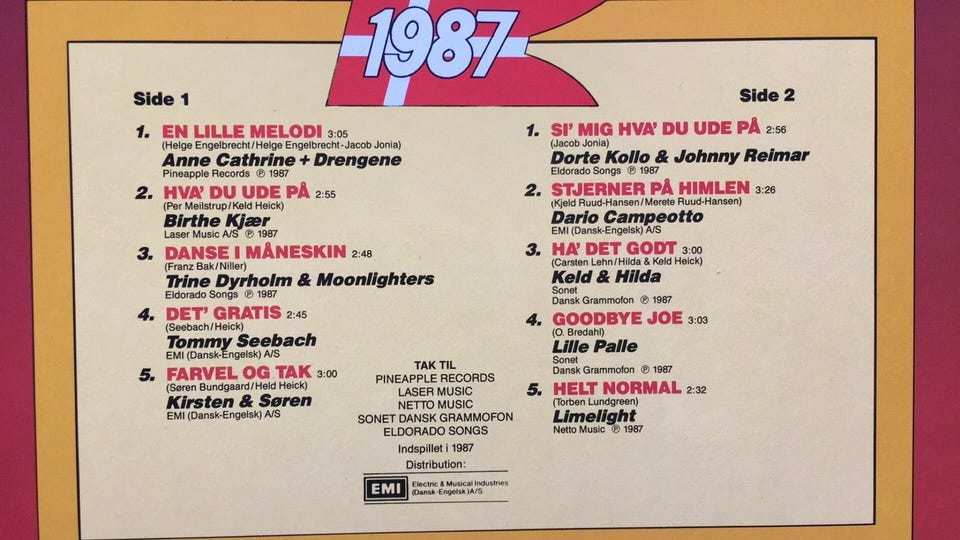 1987
Side 1
1. EN LILLE MELODI 3:05
(Helge Engelbrecht/Helge Engelbrecht-Jacob Jonia)
Anne Cathrine + Drengene
Pineapple Records ℗ 1987
2. HVA' DU UDE PÅ 2:55
(Per Meilstrup/Keld Heick)
Birthe Kjær
Laser Music A/S ℗ 1987
3. DANSE I MÅNESKIN 2:48
(Franz Bak/Niller)
Trine Dyrholm & Moonlighters
Eldorado Songs ℗ 1987
4. DET' GRATIS 2:45
(Seebach/Heick)
Tommy Seebach
EMI (Dansk-Engelsk) A/S
5. FARVEL OG TAK 3:00
(Søren Bundgaard/Held Heick)
Kirsten & Søren
EMI (Dansk-Engelsk) A/S
TAK TIL
PINEAPPLE RECORDS
LASER MUSIC
NETTO MUSIC
SONET DANSK GRAMMOFON
ELDORADO SONGS
Indspillet i 1987
Distribution:
EMI
Electric & Musical Industries
(Dansk-Engelsk )A/S
Side 2
1. SI' MIG HVA' DU UDE PÅ 2:56
(Jacob Jonia)
Dorte Kollo & Johnny Reimar
Eldorado Songs ℗ 1987
2. STJERNER PÅ HIMLEN 3:26
(Kjeld Ruud-Hansen/Merete Ruud-Hansen)
Dario Campeotto
EMI (Dansk-Engelsk) A/S
3. HA' DET GODT 3:00
(Carsten Lehn/Hilda & Keld Heick)
Keld & Hilda
Sonet
Dansk Grammofon ℗ 1987
4. GOODBYE JOE 3:03
(O. Bredahl)
Lille Palle
Sonet
Dansk Grammofon ℗ 1987
5. HELT NORMAL 2:32
(Torben Lundgreen)
Limelight
Netto Music ℗ 1987